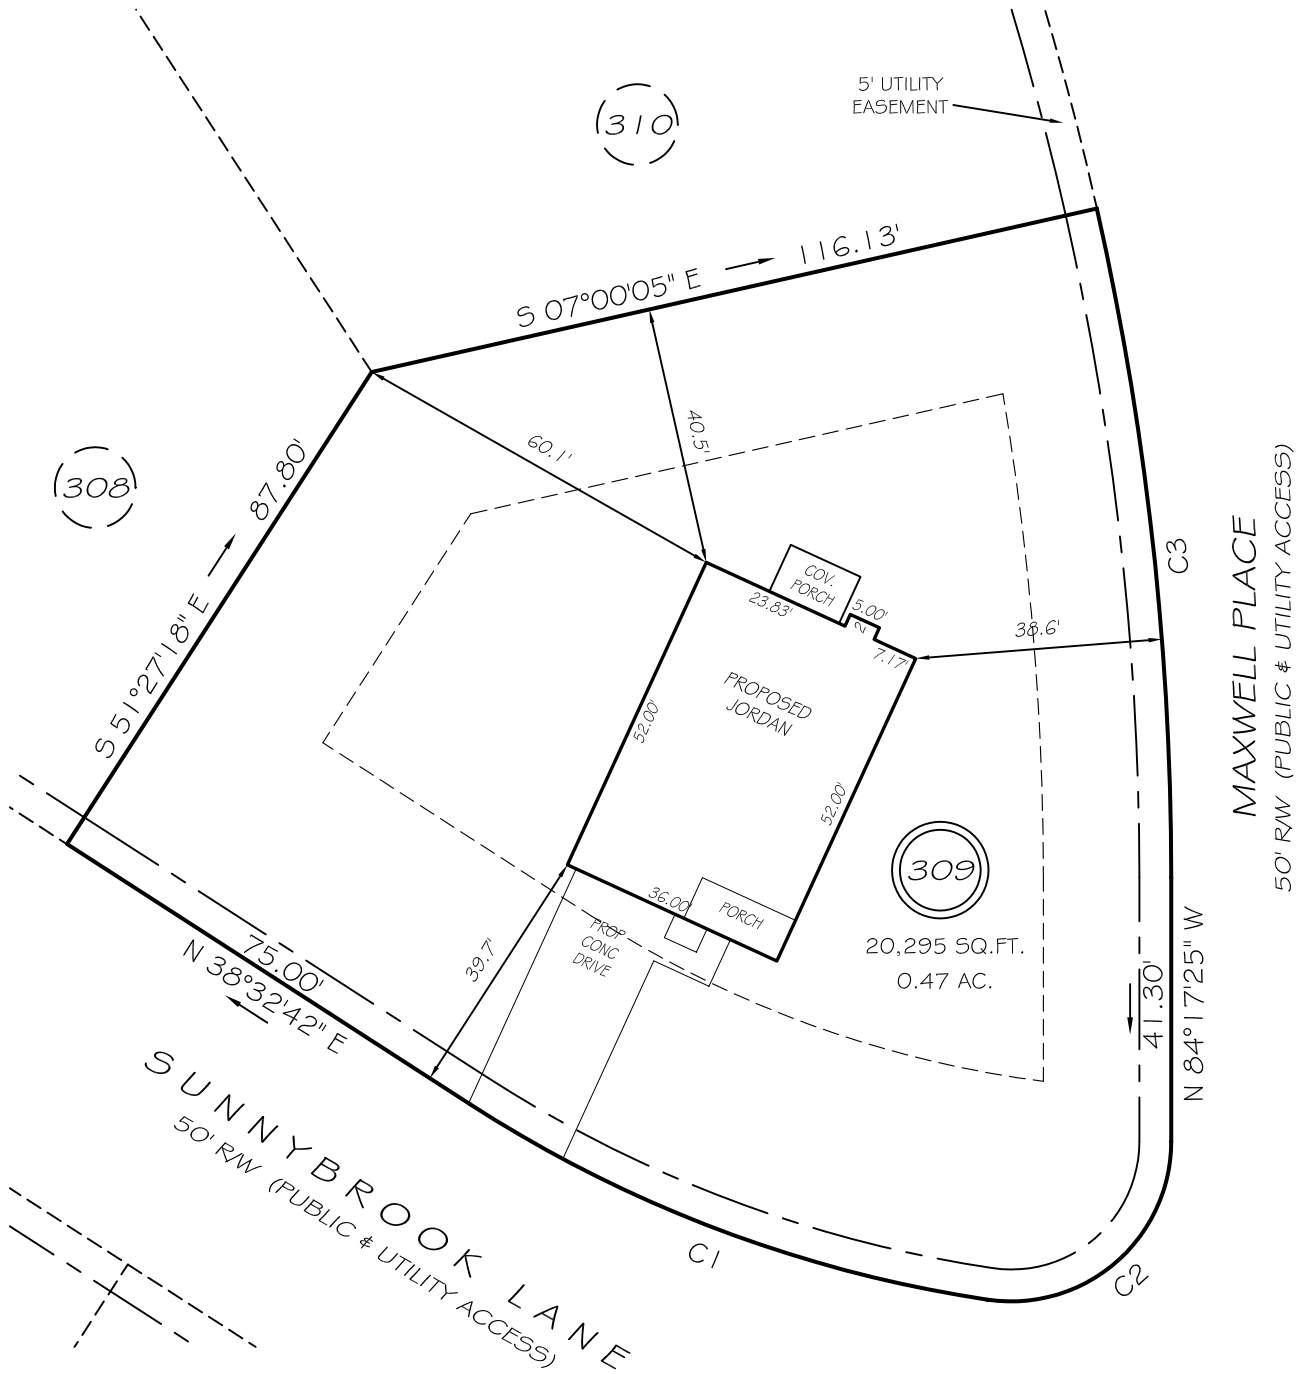 5' UTILITY
EASEMENT
310
S 07°00'05" E
116.13'
308
87.80'
S 51°27'18" E
60.1'
40.5'
COV.
PORCH
23.83'
5.00'
2'
7.17'
38.6'
C3
MAXWELL PLACE
50' R/W (PUBLIC & UTILITY ACCESS)
PROPOSED
JORDAN
52.00'
52.00'
309
20,295 SQ.FT.
0.47 AC.
36.00'
PORCH
PROP
CONC
DRIVE
39.7'
75.00'
N 38°32'42" E
41.30'
N 84°17'25" W
SUNNYBROOK LANE
50' R/W (PUBLIC & UTILITY ACCESS)
C1
C2